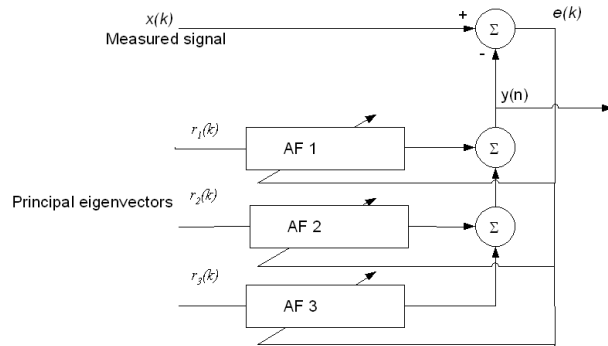 x(k)
Measured signal
+
Σ
e(k)
-
y(n)
r1(k)
AF 1
Σ
Principal eigenvectors
r2(k)
AF 2
Σ
r3(k)
AF 3